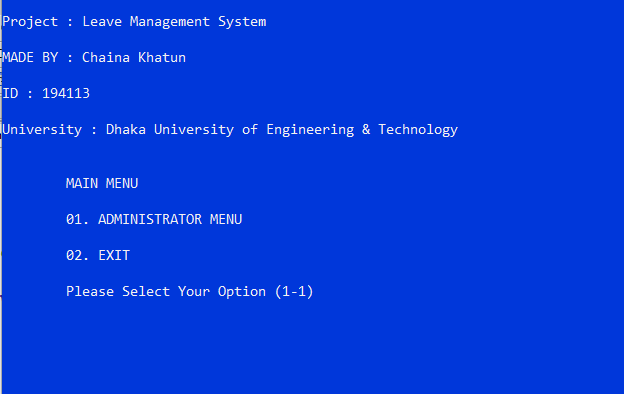 Project : Leave Management System
MADE BY : Chaina Khatun
ID : 194113
University : Dhaka University of Engineering & Technology
MAIN MENU
01. ADMINISTRATOR MENU
02. EXIT
Please Select Your Option (1-1)